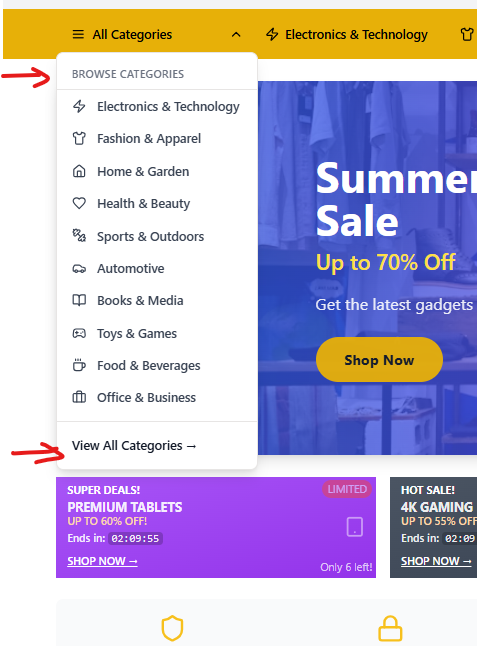 All Categories
Electronics & Technology
BROWSE CATEGORIES
Electronics & Technology
Fashion & Apparel
Home & Garden
Health & Beauty
Sports & Outdoors
Automotive
Books & Media
Toys & Games
Food & Beverages
Office & Business
View All Categories →
Summer
Sale
Up to 70% Off
Get the latest gadgets
Shop Now
SUPER DEALS!
LIMITED
PREMIUM TABLETS
UP TO 60% OFF!
Ends in: 02:09:55
SHOP NOW →
Only 6 left!
HOT SALE!
4K GAMING
UP TO 55% OFF
Ends in: 02:09
SHOP NOW →